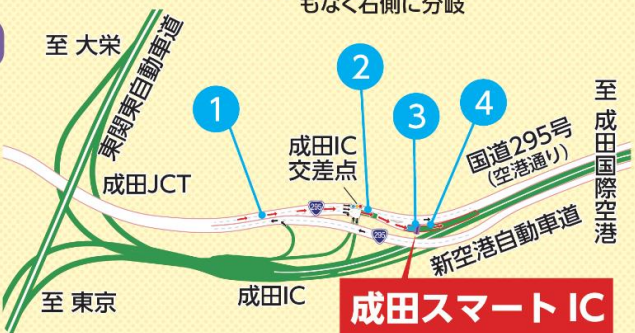 もなく右側に分岐
至 大栄
東関東自動車道
1
2
3
4
成田IC
交差点
国道295号
(空港通り)
至 成田国際空港
成田JCT
295
295
新空港自動車道
成田IC
至 東京
成田スマート IC